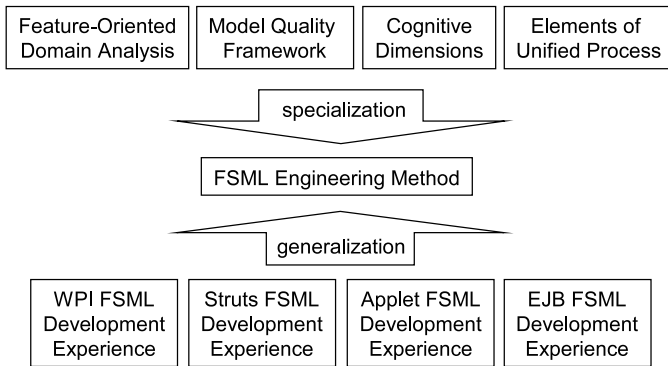 Feature-Oriented
Domain Analysis
Model Quality
Framework
Cognitive
Dimensions
Elements of
Unified Process
specialization
FSML Engineering Method
generalization
WPI FSML
Development
Experience
Struts FSML
Development
Experience
Applet FSML
Development
Experience
EJB FSML
Development
Experience